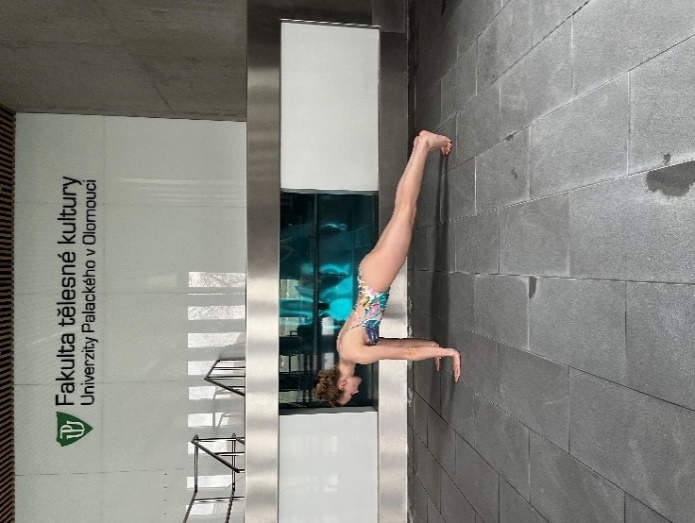 Fakulta tělesné kultury
Univerzity Palackého v Olomouci